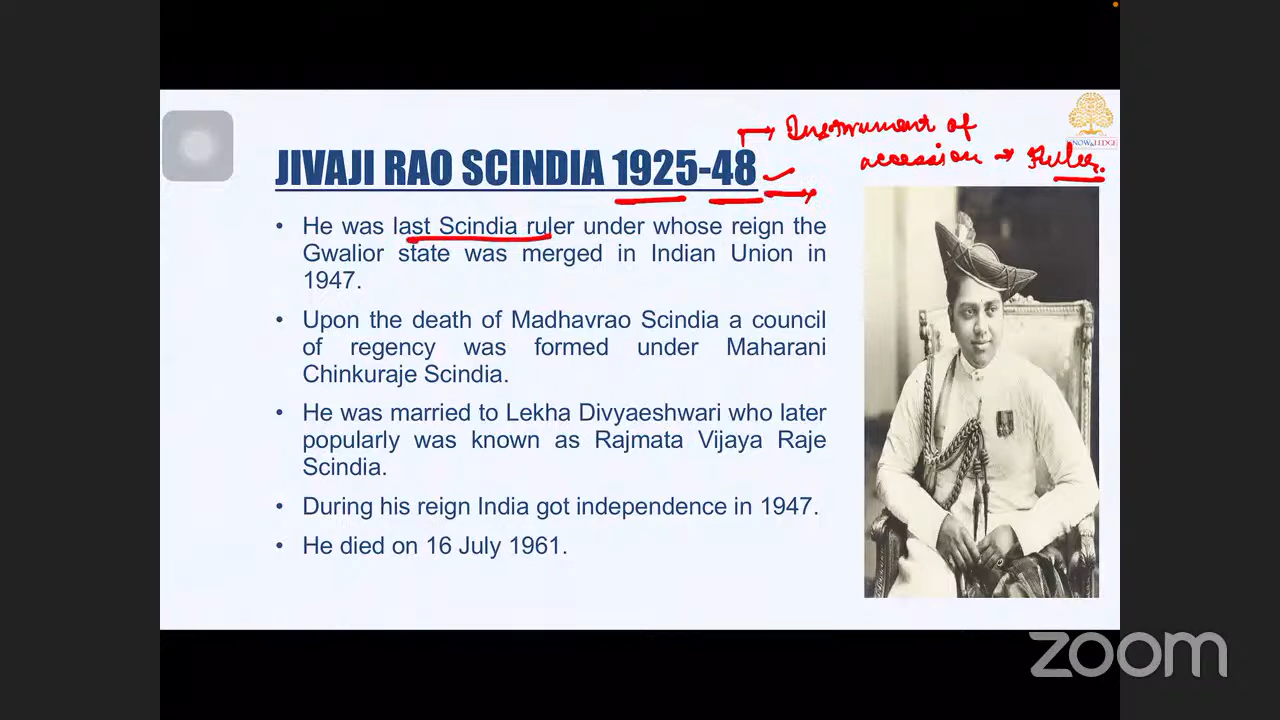 Instrument of
accession → Ruler.
KNOWLEDGE
JIVAJI RAO SCINDIA 1925-48
• He was last Scindia ruler under whose reign the
Gwalior state was merged in Indian Union in
1947.
• Upon the death of Madhavrao Scindia a council
of regency was formed under Maharani
Chinkuraje Scindia.
• He was married to Lekha Divyaeshwari who later
popularly was known as Rajmata Vijaya Raje
Scindia.
• During his reign India got independence in 1947.
• He died on 16 July 1961.
zoom